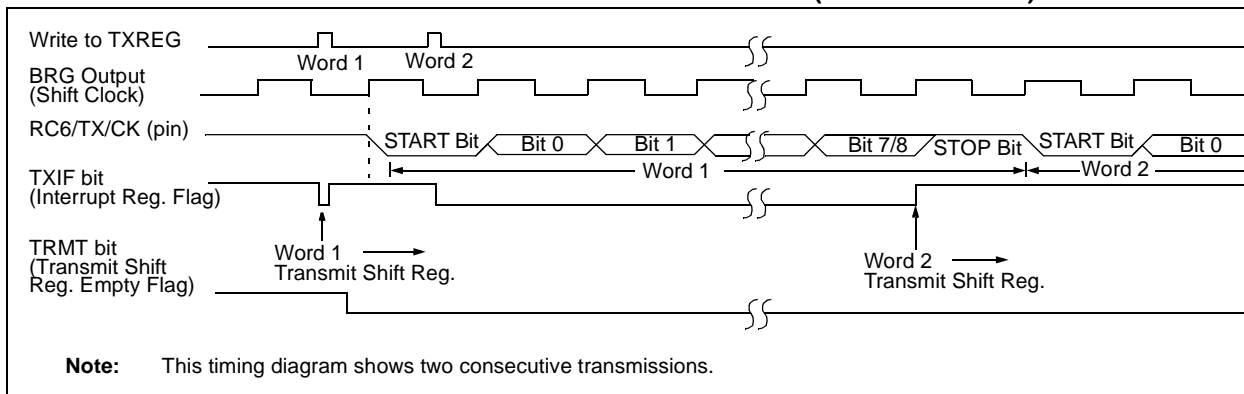 Write to TXREG
Word 1
Word 2
BRG Output
(Shift Clock)
RC6/TX/CK (pin)
START Bit
Bit 0
Bit 1
Bit 7/8
STOP Bit
START Bit
Bit 0
Word 1
Word 2
TXIF bit
(Interrupt Reg. Flag)
Word 1
Transmit Shift Reg.
Word 2
Transmit Shift Reg.
TRMT bit
(Transmit Shift
Reg. Empty Flag)
Note: This timing diagram shows two consecutive transmissions.